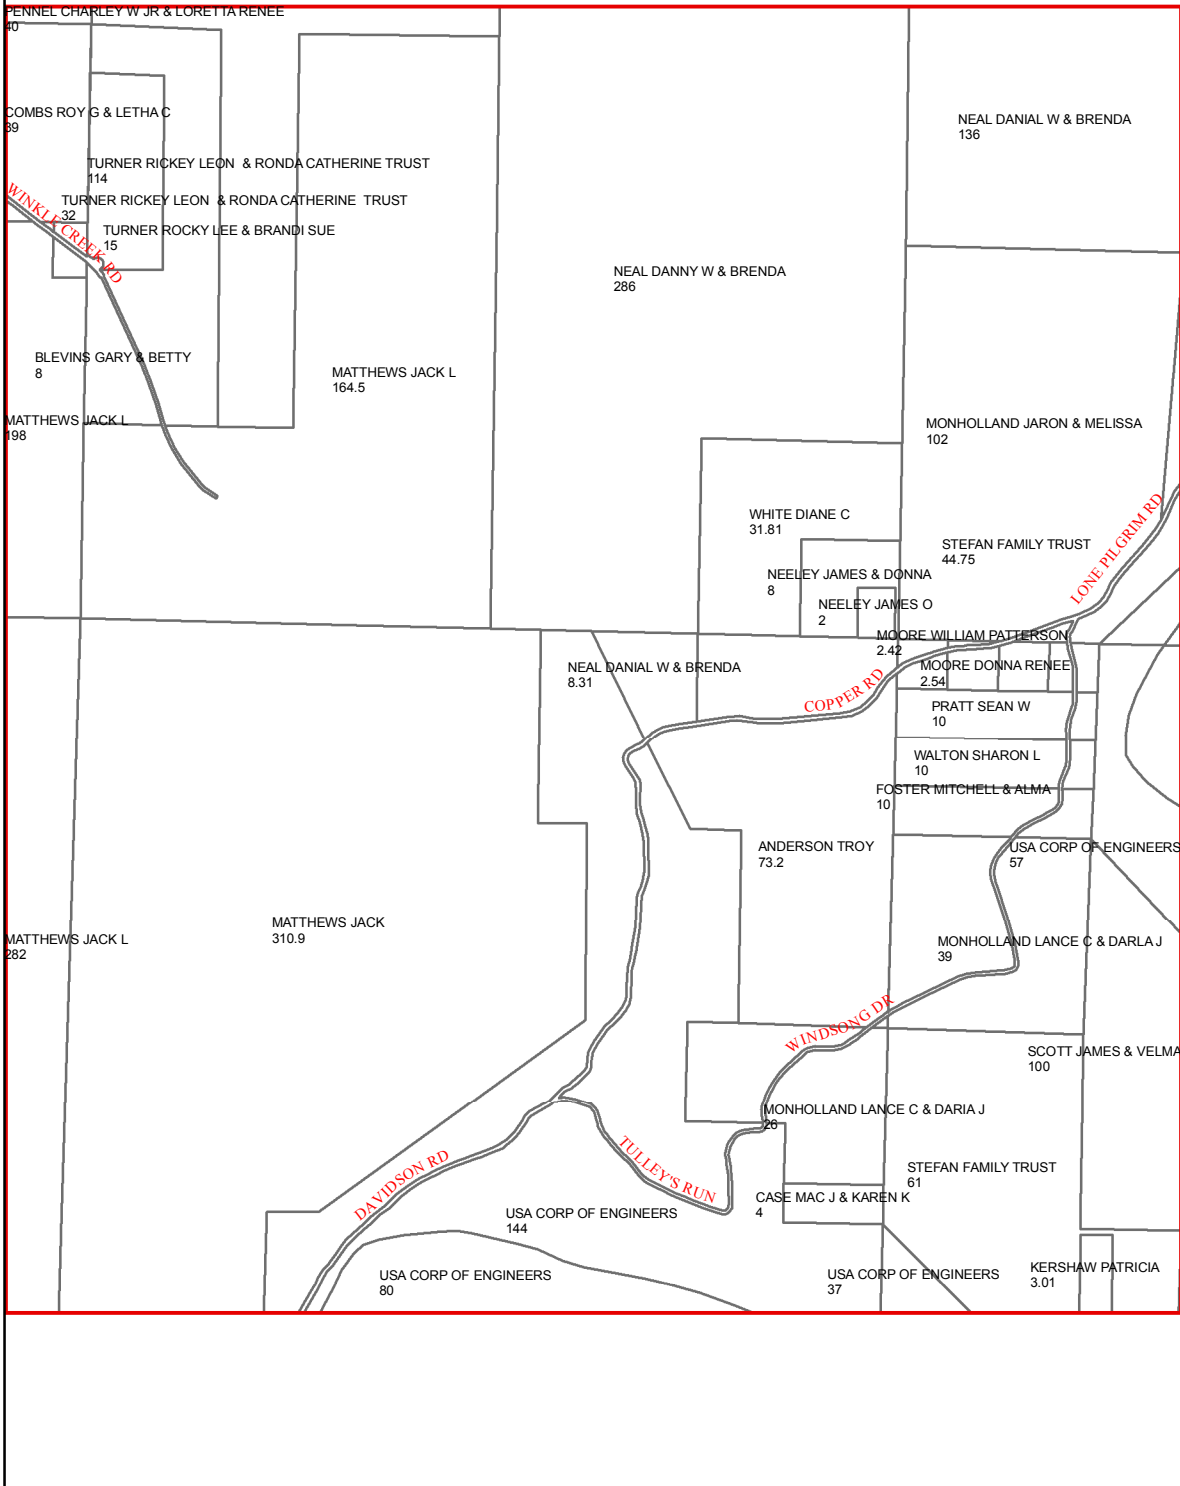 PENNEL CHARLEY W JR & LORETTA RENEE
40
COMBS ROY G & LETHA C
39
NEAL DANIAL W & BRENDA
136
TURNER RICKEY LEON & RONDA CATHERINE TRUST
114
TURNER RICKEY LEON & RONDA CATHERINE TRUST
32
WINKLE CREEK RD
TURNER ROCKY LEE & BRANDI SUE
15
NEAL DANNY W & BRENDA
286
BLEVINS GARY & BETTY
8
MATTHEWS JACK L
164.5
MATTHEWS JACK L
198
MONHOLLAND JARON & MELISSA
102
WHITE DIANE C
31.81
STEFAN FAMILY TRUST
44.75
LONE PILGRIM RD
NEELEY JAMES & DONNA
8
NEELEY JAMES O
2
MOORE WILLIAM PATTERSON
2.42
NEAL DANIAL W & BRENDA
8.31
MOORE DONNA RENEE
2.54
COPPER RD
PRATT SEAN W
10
WALTON SHARON L
10
FOSTER MITCHELL & ALMA
10
ANDERSON TROY
73.2
USA CORP OF ENGINEERS
57
MATTHEWS JACK
310.9
MATTHEWS JACK L
282
MONHOLLAND LANCE C & DARLA J
39
WINDSONG DR
SCOTT JAMES & VELMA
100
MONHOLLAND LANCE C & DARIA J
26
TULLEY'S RUN
DAVIDSON RD
STEFAN FAMILY TRUST
61
CASE MAC J & KAREN K
4
USA CORP OF ENGINEERS
144
USA CORP OF ENGINEERS
80
USA CORP OF ENGINEERS
37
KERSHAW PATRICIA
3.01